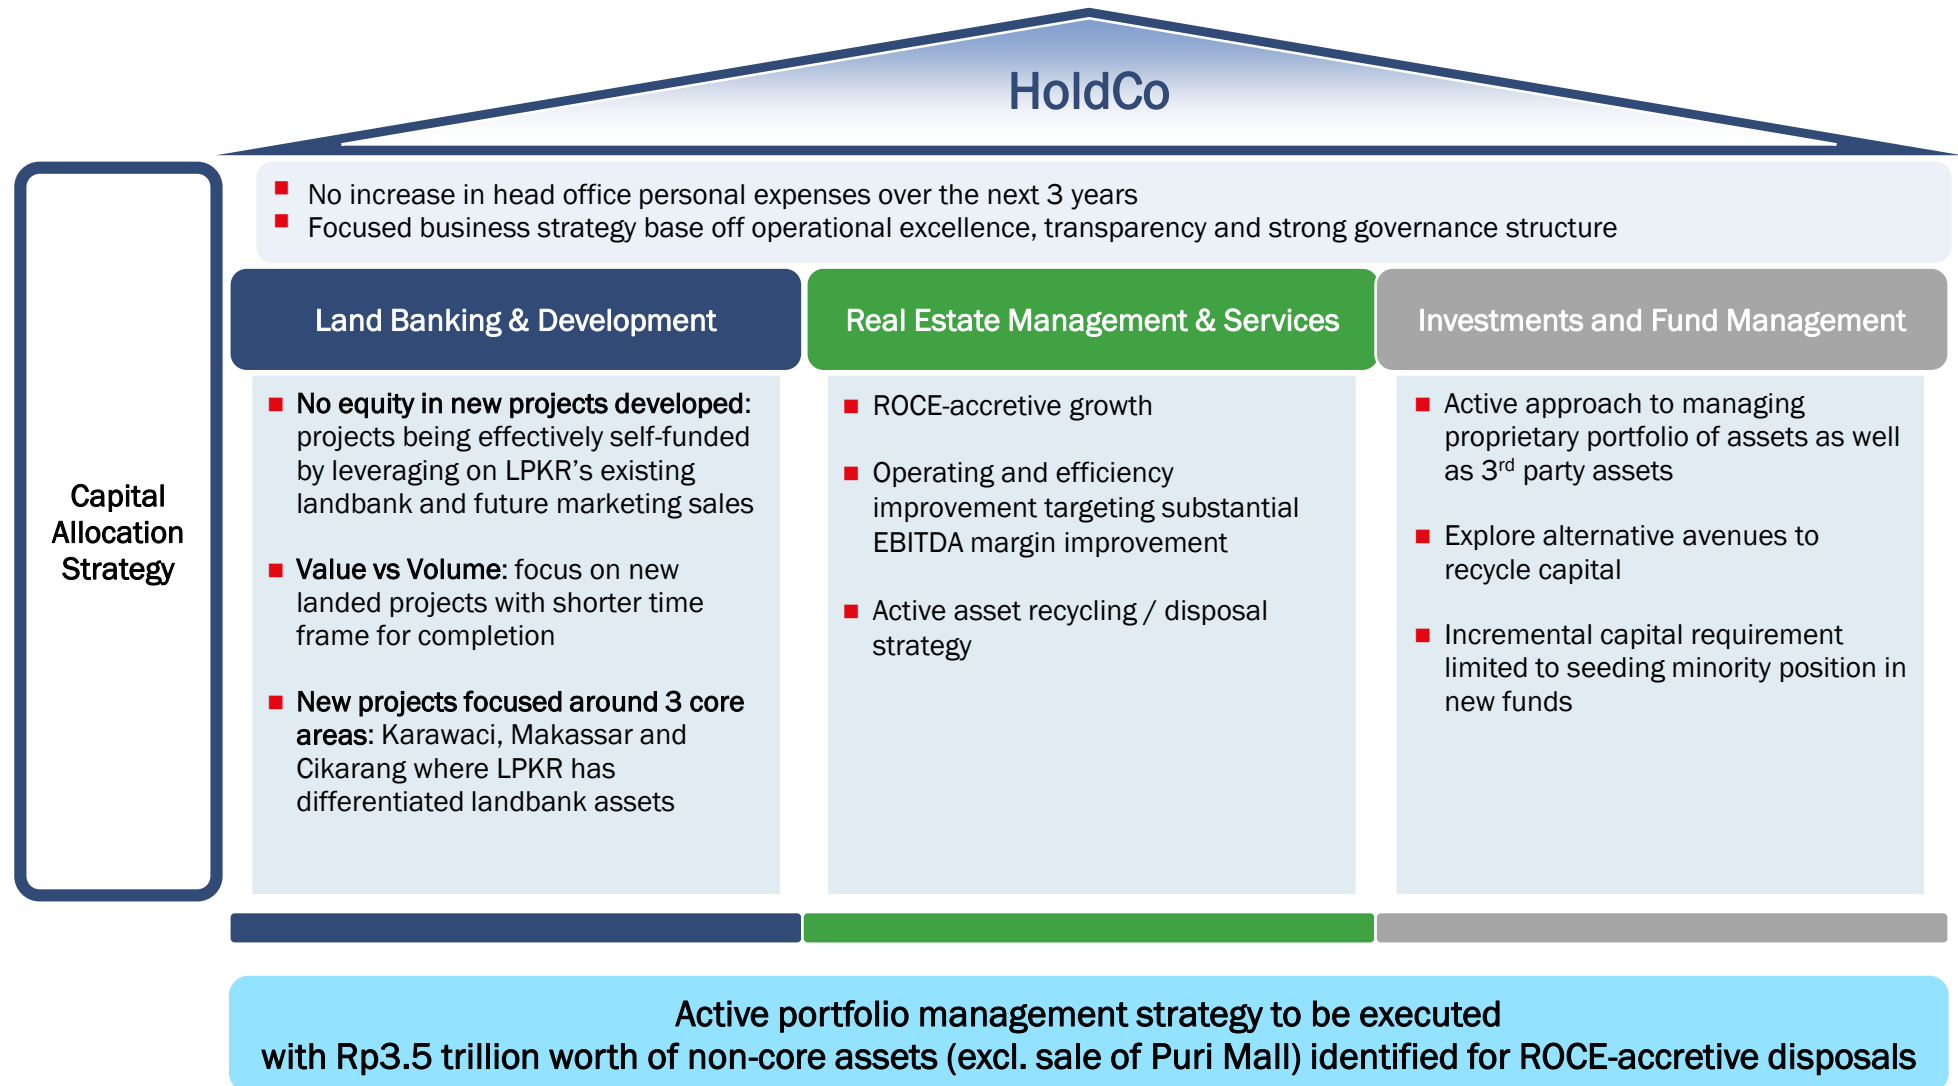 HoldCo
No increase in head office personal expenses over the next 3 years
Focused business strategy base off operational excellence, transparency and strong governance structure
Capital
Allocation
Strategy
Land Banking & Development
No equity in new projects developed:
projects being effectively self-funded
by leveraging on LPKR’s existing
landbank and future marketing sales
Value vs Volume: focus on new
landed projects with shorter time
frame for completion
New projects focused around 3 core
areas: Karawaci, Makassar and
Cikarang where LPKR has
differentiated landbank assets
Real Estate Management & Services
ROCE-accretive growth
Operating and efficiency
improvement targeting substantial
EBITDA margin improvement
Active asset recycling / disposal
strategy
Investments and Fund Management
Active approach to managing
proprietary portfolio of assets as well
as 3rd party assets
Explore alternative avenues to
recycle capital
Incremental capital requirement
limited to seeding minority position in
new funds
Active portfolio management strategy to be executed
with Rp3.5 trillion worth of non-core assets (excl. sale of Puri Mall) identified for ROCE-accretive disposals